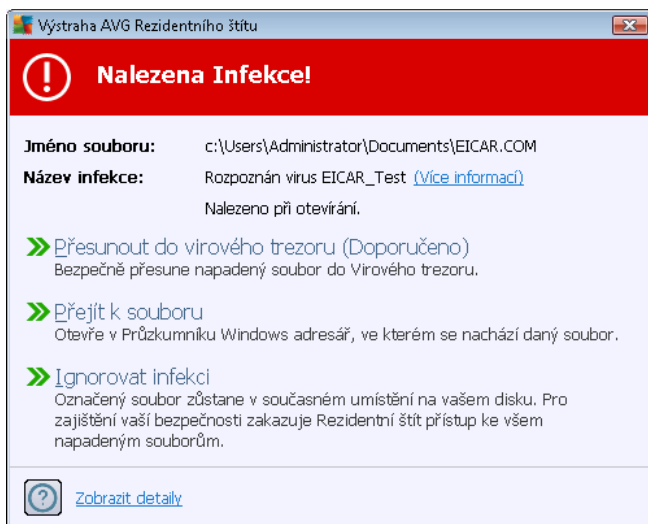 Výstraha AVG Rezidentního štítu
Nalezena Infekce!
Jméno souboru: c:\Users\Administrator\Documents\EICAR.COM
Název infekce: Rozpoznán virus EICAR_Test (Více informací)
Nalezeno při otevírání.
Přesunout do virového trezoru (Doporučeno)
Bezpečně přesune napadený soubor do Virového trezoru.
Přejít k souboru
Otevře v Průzkumníku Windows adresář, ve kterém se nachází daný soubor.
Ignorovat infekci
Označený soubor zůstane v současném umístění na vašem disku. Pro
zajištění vaší bezpečnosti zakazuje Rezidentní štít přístup ke všem
napadeným souborům.
Zobrazit detaily